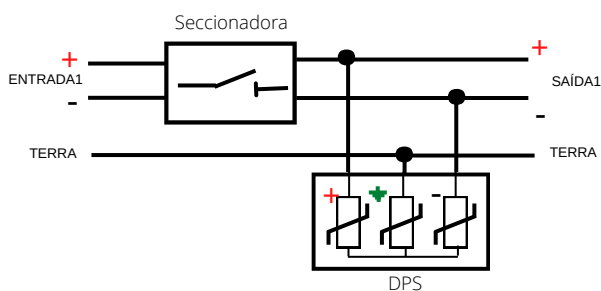 Seccionadora
+
+
ENTRADA1
SAÍDA1
-
-
TERRA
TERRA
+
-
DPS